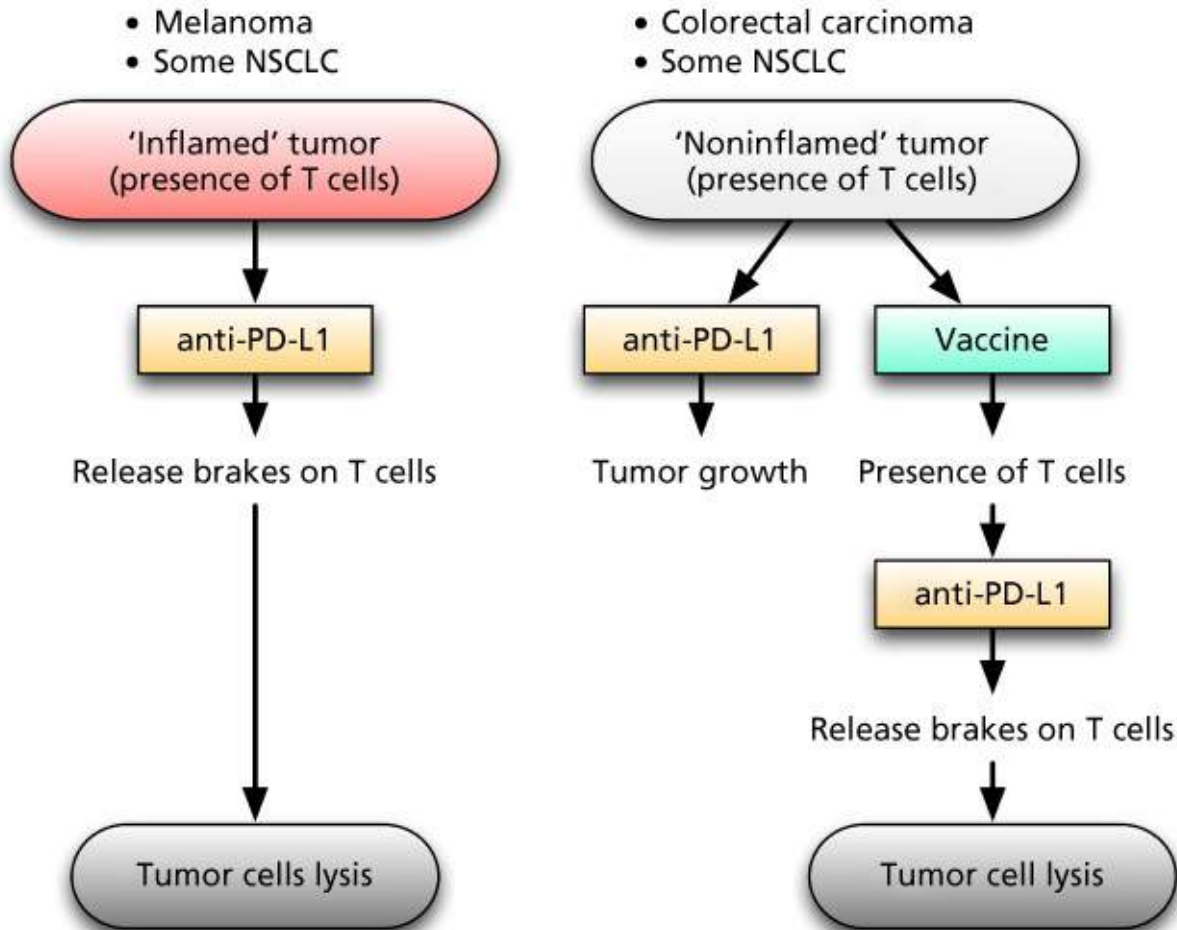 • Melanoma
• Some NSCLC
'Inflamed' tumor
(presence of T cells)
anti-PD-L1
Release brakes on T cells
Tumor cells lysis
• Colorectal carcinoma
• Some NSCLC
'Noninflamed' tumor
(presence of T cells)
anti-PD-L1
Tumor growth
Vaccine
Presence of T cells
anti-PD-L1
Release brakes on T cells
Tumor cell lysis